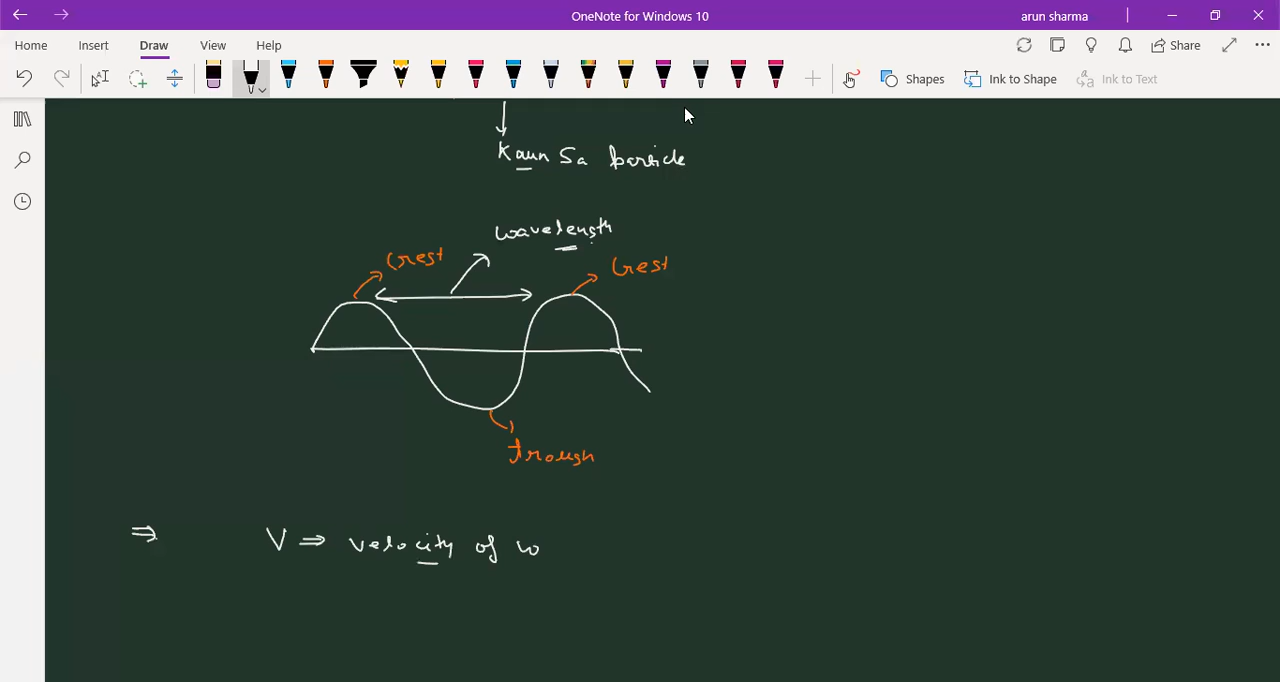 OneNote for Windows 10
arun sharma
Home Insert Draw View Help
Share
Shapes
Ink to Shape
Ink to Text
Kaun Sa particle
wavelength
Crest
Crest
trough
⇒ V ⇒ velocity of w